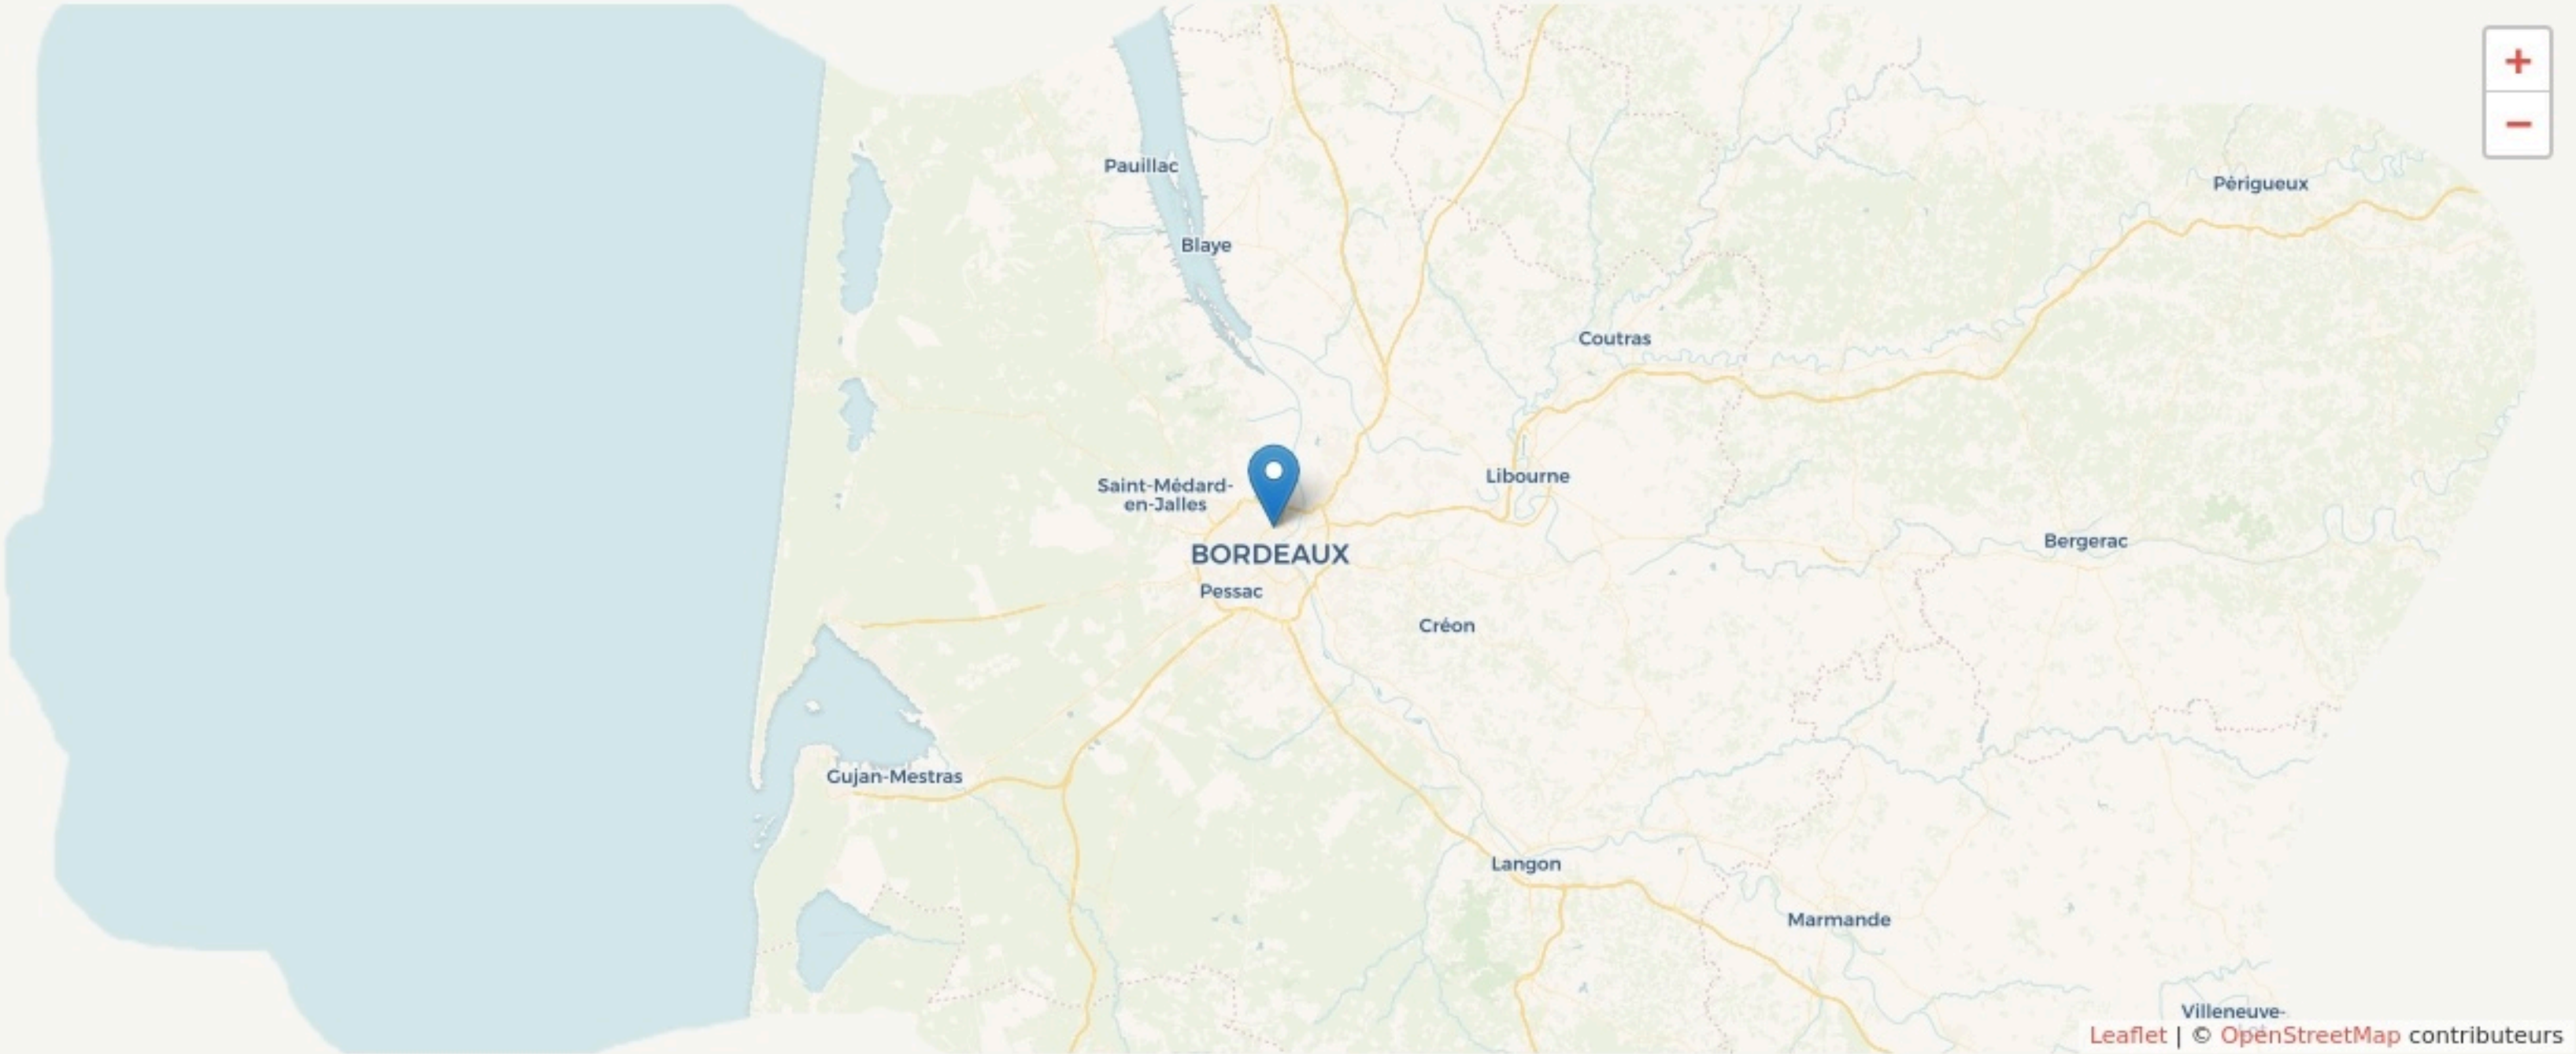 +
−
Pauillac
Périgueux
Blaye
Coutras
Libourne
Saint-Médard-
en-Jalles
Bergerac
BORDEAUX
Pessac
Créon
Gujan-Mestras
Langon
Marmande
Villeneuve-
Leaflet | © OpenStreetMap contributeurs